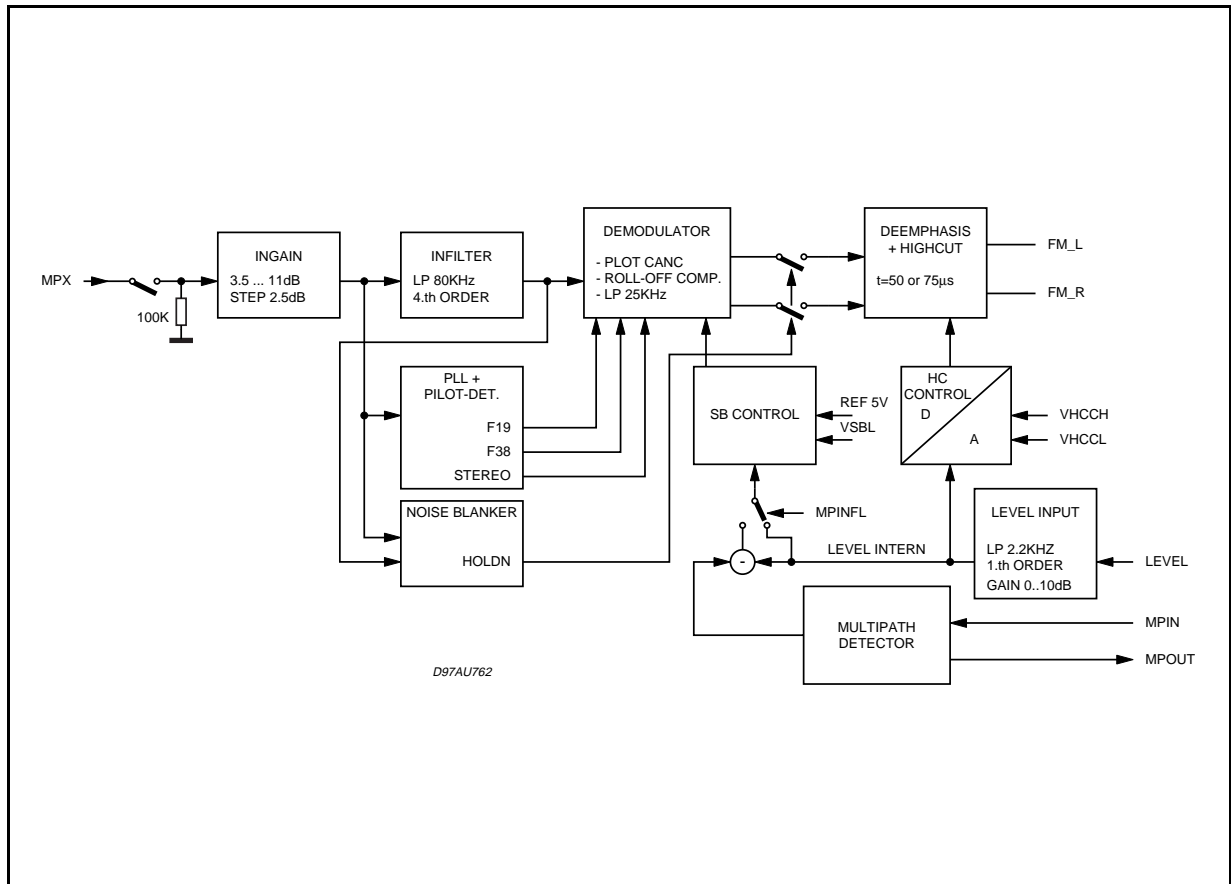 MPX
100K
INGAIN
3.5 ... 11dB
STEP 2.5dB
INFILTER
LP 80KHz
4.th ORDER
DEMODULATOR
- PLOT CANC
- ROLL-OFF COMP.
- LP 25KHz
DEEMPHASIS
+ HIGHCUT
t=50 or 75μs
FM_L
FM_R
PLL +
PILOT-DET.
F19
F38
STEREO
SB CONTROL
REF 5V
VSBL
HC
CONTROL
D
A
VHCCH
VHCCL
NOISE BLANKER
HOLDN
MPINFL
-
LEVEL INTERN
LEVEL INPUT
LP 2.2KHZ
1.th ORDER
GAIN 0..10dB
LEVEL
MULTIPATH
DETECTOR
MPIN
MPOUT
D97AU762